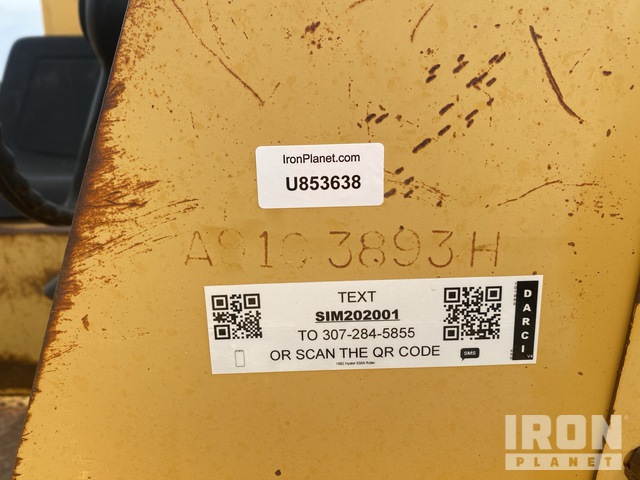 IronPlanet.com
U853638
A91C3893H
TEXT
SIM202001
TO 307-284-5855
OR SCAN THE QR CODE
SMS
DARCI
IRON
PLANET